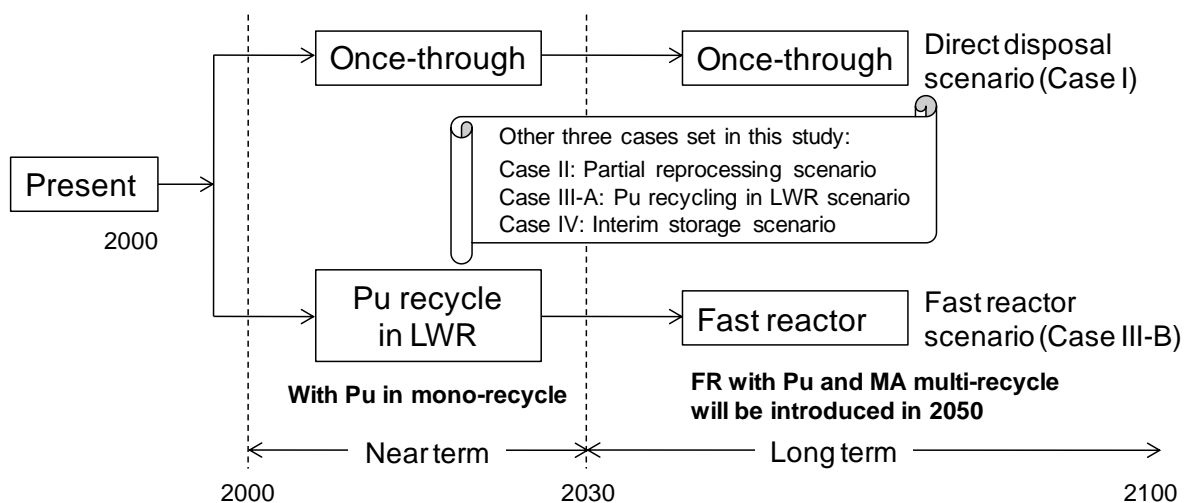 Once-through
Once-through
Direct disposal
scenario (Case I)
Other three cases set in this study:
Case II: Partial reprocessing scenario
Case III-A: Pu recycling in LWR scenario
Case IV: Interim storage scenario
Present
2000
Pu recycle
in LWR
Fast reactor
Fast reactor
scenario (Case III-B)
With Pu in mono-recycle
FR with Pu and MA multi-recycle
will be introduced in 2050
Near term
Long term
2000
2030
2100